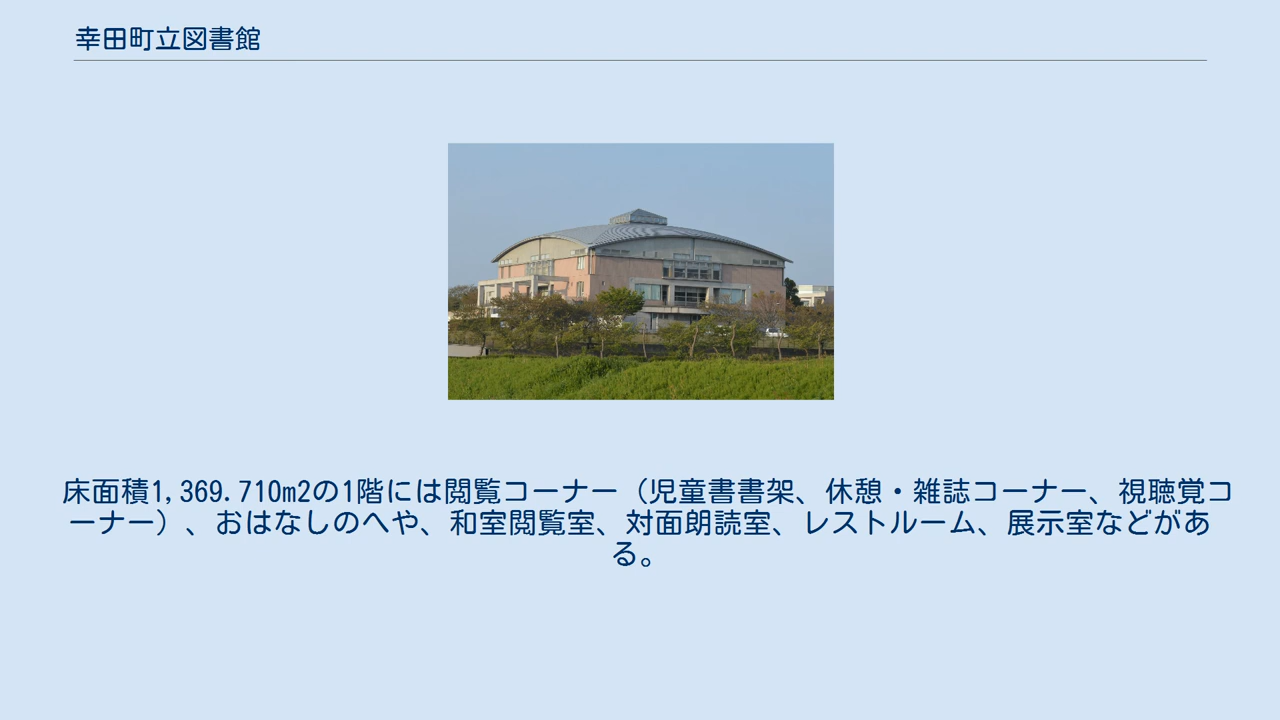 幸田町立図書館
床面積1,369.710m2の1階には閲覧コーナー（児童書書架、休憩・雑誌コーナー、視聴覚コ
ーナー）、おはなしのへや、和室閲覧室、対面朗読室、レストルーム、展示室などがあ
る。